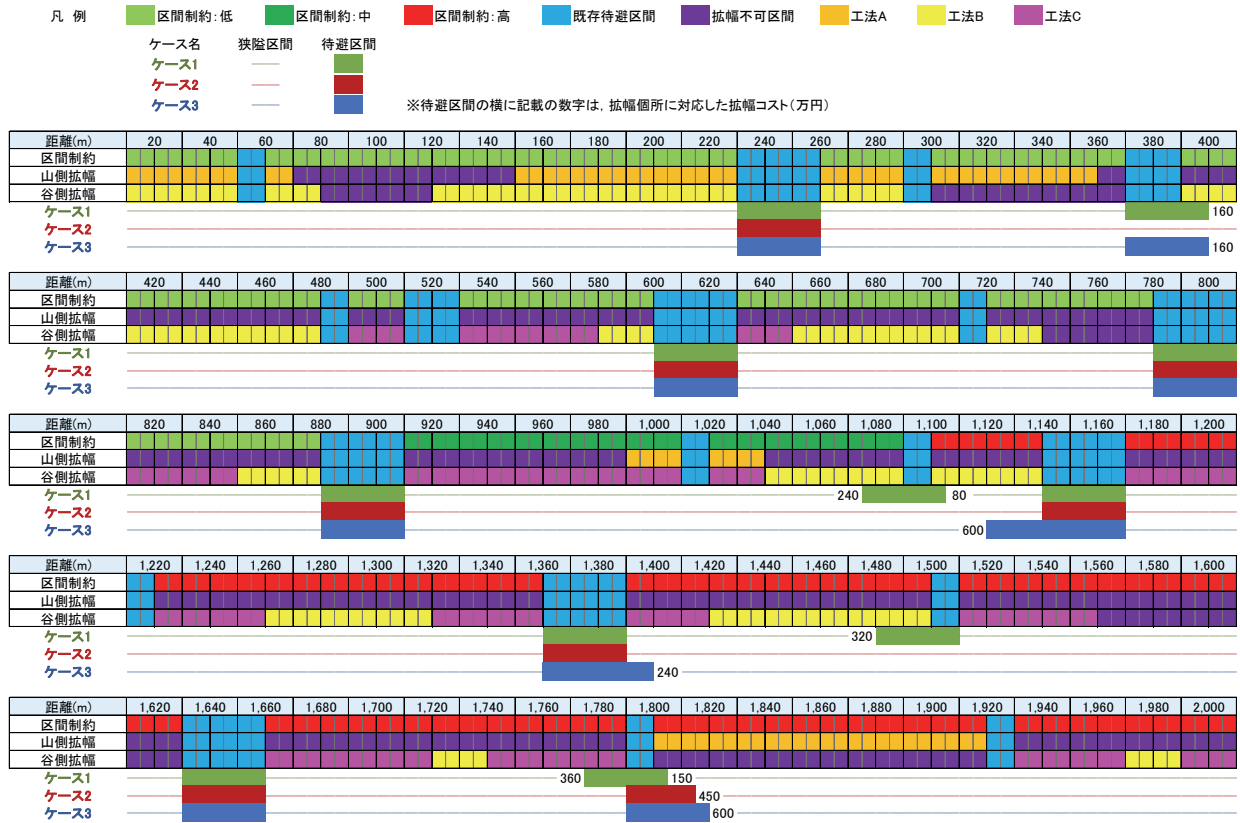 凡 例 区間制約：低 区間制約：中 区間制約：高 既存待避区間 拡幅不可区間 工法A 工法B 工法C
ケース名 狭隘区間 待避区間
ケース1
ケース2
ケース3 ※待避区間の横に記載の数字は，拡幅個所に対応した拡幅コスト（万円）
距離(m) 20 40 60 80 100 120 140 160 180 200 220 240 260 280 300 320 340 360 380 400
区間制約
山側拡幅
谷側拡幅
ケース1 160
ケース2
ケース3 160
距離(m) 420 440 460 480 500 520 540 560 580 600 620 640 660 680 700 720 740 760 780 800
区間制約
山側拡幅
谷側拡幅
ケース1
ケース2
ケース3
距離(m) 820 840 860 880 900 920 940 960 980 1,000 1,020 1,040 1,060 1,080 1,100 1,120 1,140 1,160 1,180 1,200
区間制約
山側拡幅
谷側拡幅
ケース1 240 80
ケース2
ケース3 600
距離(m) 1,220 1,240 1,260 1,280 1,300 1,320 1,340 1,360 1,380 1,400 1,420 1,440 1,460 1,480 1,500 1,520 1,540 1,560 1,580 1,600
区間制約
山側拡幅
谷側拡幅
ケース1 320
ケース2
ケース3 240
距離(m) 1,620 1,640 1,660 1,680 1,700 1,720 1,740 1,760 1,780 1,800 1,820 1,840 1,860 1,880 1,900 1,920 1,940 1,960 1,980 2,000
区間制約
山側拡幅
谷側拡幅
ケース1 360 150
ケース2 450
ケース3 600